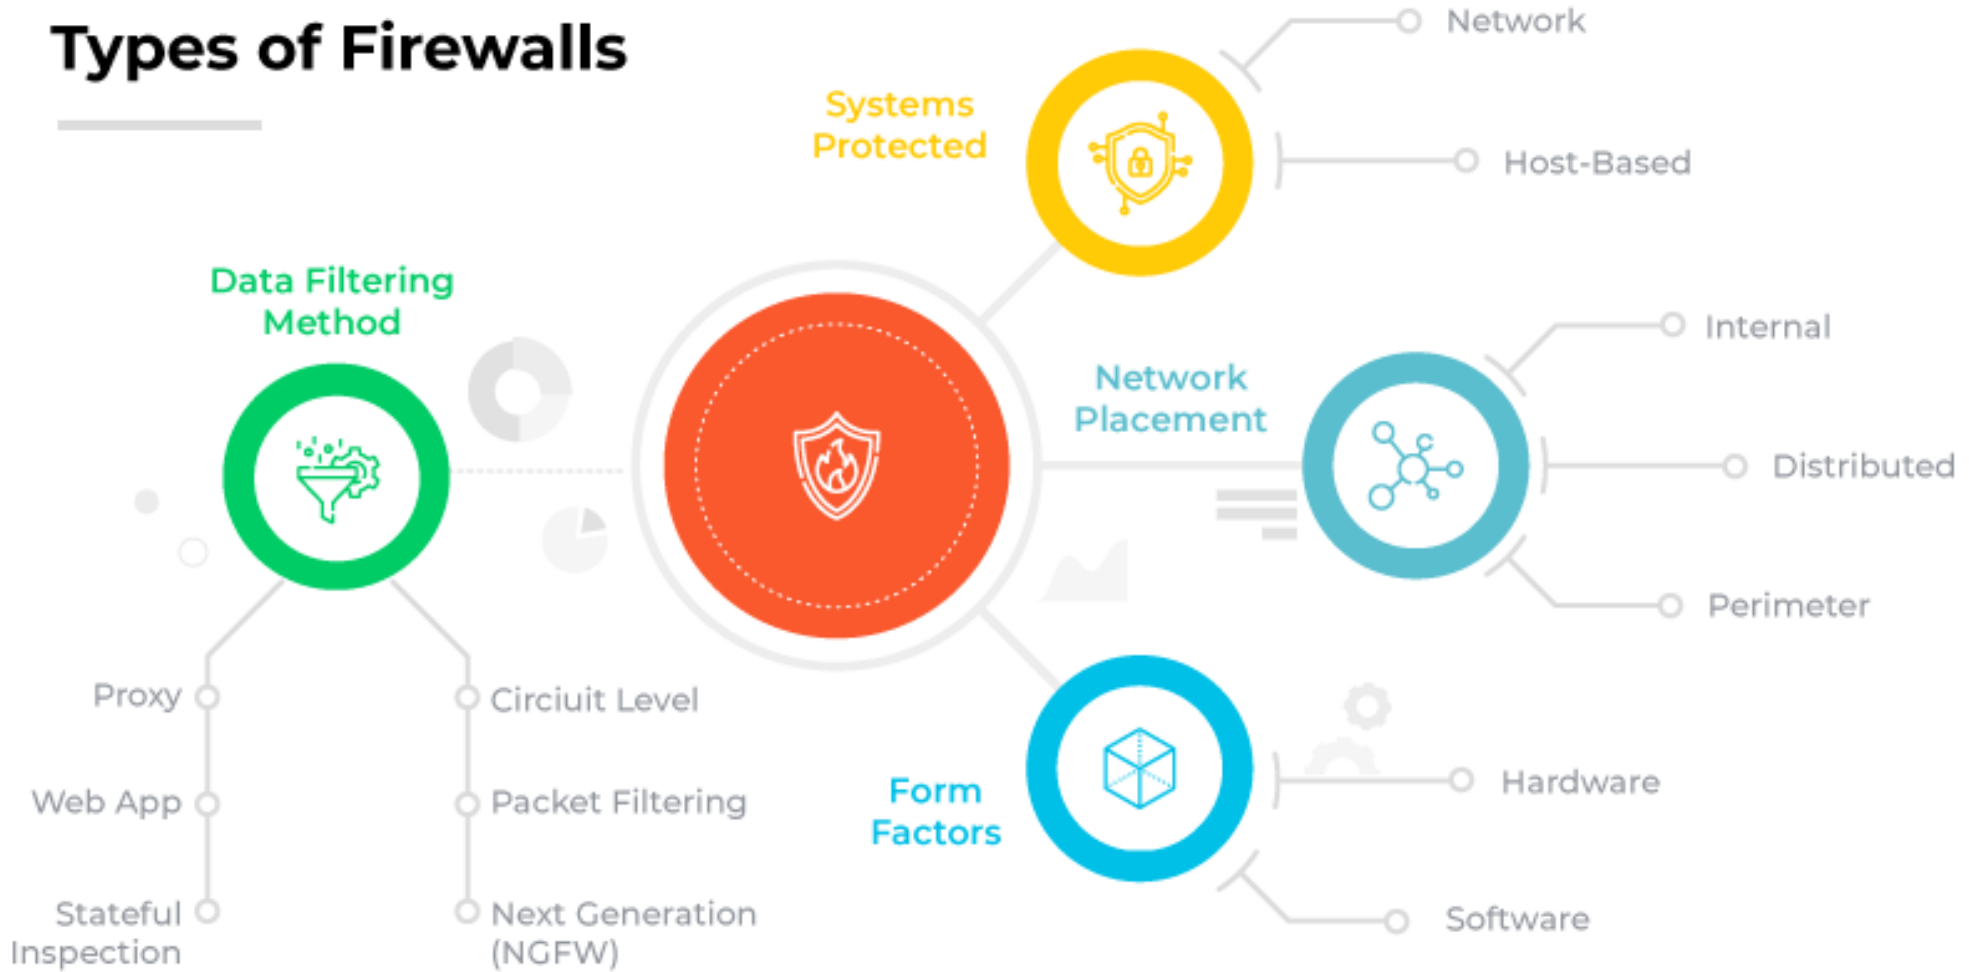 Types of Firewalls
Systems
Protected
Network
Host-Based
Data Filtering
Method
Network
Placement
Internal
Distributed
Perimeter
Proxy
Web App
Stateful
Inspection
Circiuit Level
Packet Filtering
Next Generation
(NGFW)
Form
Factors
Hardware
Software